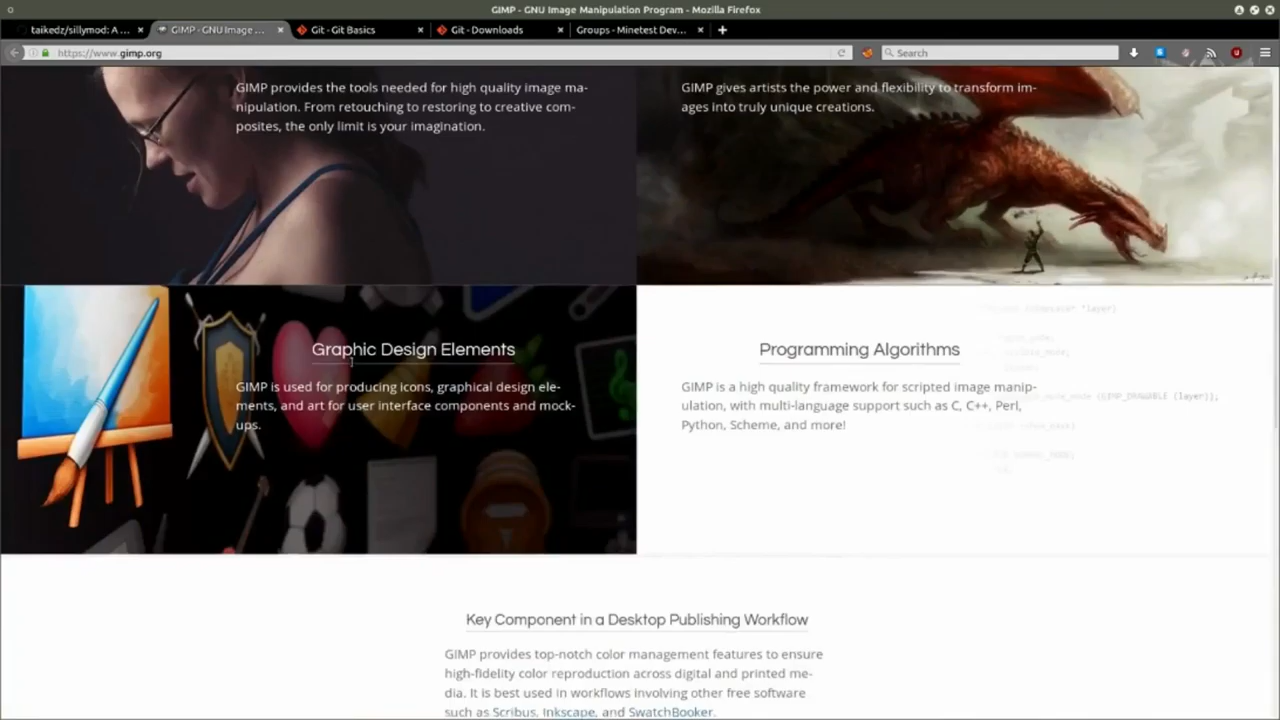 GIMP - GNU Image Manipulation Program - Mozilla Firefox
taikedz/sillymod: A ...
GIMP - GNU Image ...
Git - Git Basics
Git - Downloads
Groups - Minetest Dev...
https://www.gimp.org
Search
GIMP provides the tools needed for high quality image ma-
nipulation. From retouching to restoring to creative com-
posites, the only limit is your imagination.
GIMP gives artists the power and flexibility to transform im-
ages into truly unique creations.
Graphic Design Elements
GIMP is used for producing icons, graphical design ele-
ments, and art for user interface components and mock-
ups.
Programming Algorithms
GIMP is a high quality framework for scripted image manip-
ulation, with multi-language support such as C, C++, Perl,
Python, Scheme, and more!
*layer)
(GIMP_DRAWABLE (layer));
Key Component in a Desktop Publishing Workflow
GIMP provides top-notch color management features to ensure
high-fidelity color reproduction across digital and printed me-
dia. It is best used in workflows involving other free software
such as Scribus, Inkscape, and SwatchBooker.